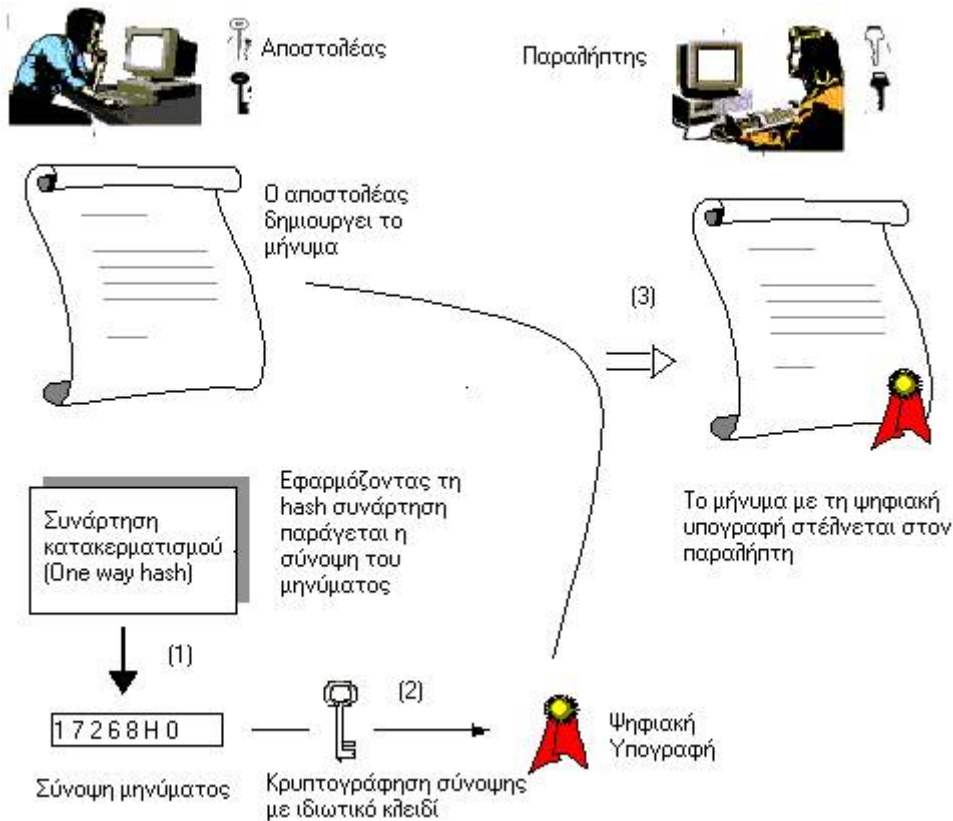 Αποστολέας
Παραλήπτης
Ο αποστολέας
δημιουργει το
μήνυμα
(3)
Εφαρμόζοντας τη
hash συνάρτηση
παράγεται η
σύνοψη του
μηνύματος
Το μήνυμα με τη ψηφιακή
υπογραφή στέλνεται στον
παραλήπτη
Συνάρτηση
κατακερματισμού
(One way hash)
(1)
(2)
17268H0
Σύνοψη μηνύματος
Κρυπτογράφηση σύνοψης
με ιδιωτικό κλειδί
Ψηφιακή
Υπογραφή